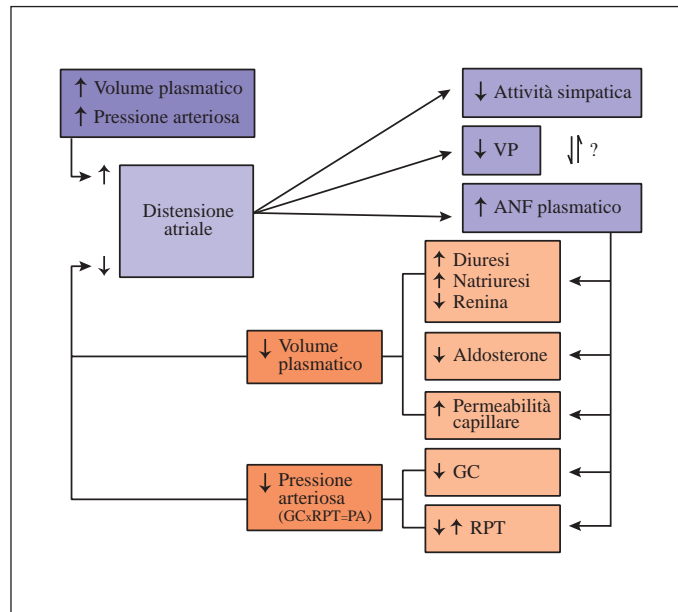 ↑ Volume plasmatico
↑ Pressione arteriosa
↓ Attività simpatica
↓ VP
?
↑
Distensione
atriale
↓
↑ ANF plasmatico
↑ Diuresi
↑ Natriuresi
↓ Renina
↓ Volume
plasmatico
↓ Aldosterone
↑ Permeabilità
capillare
↓ Pressione
arteriosa
(GCxRPT=PA)
↓ GC
↓ ↑ RPT